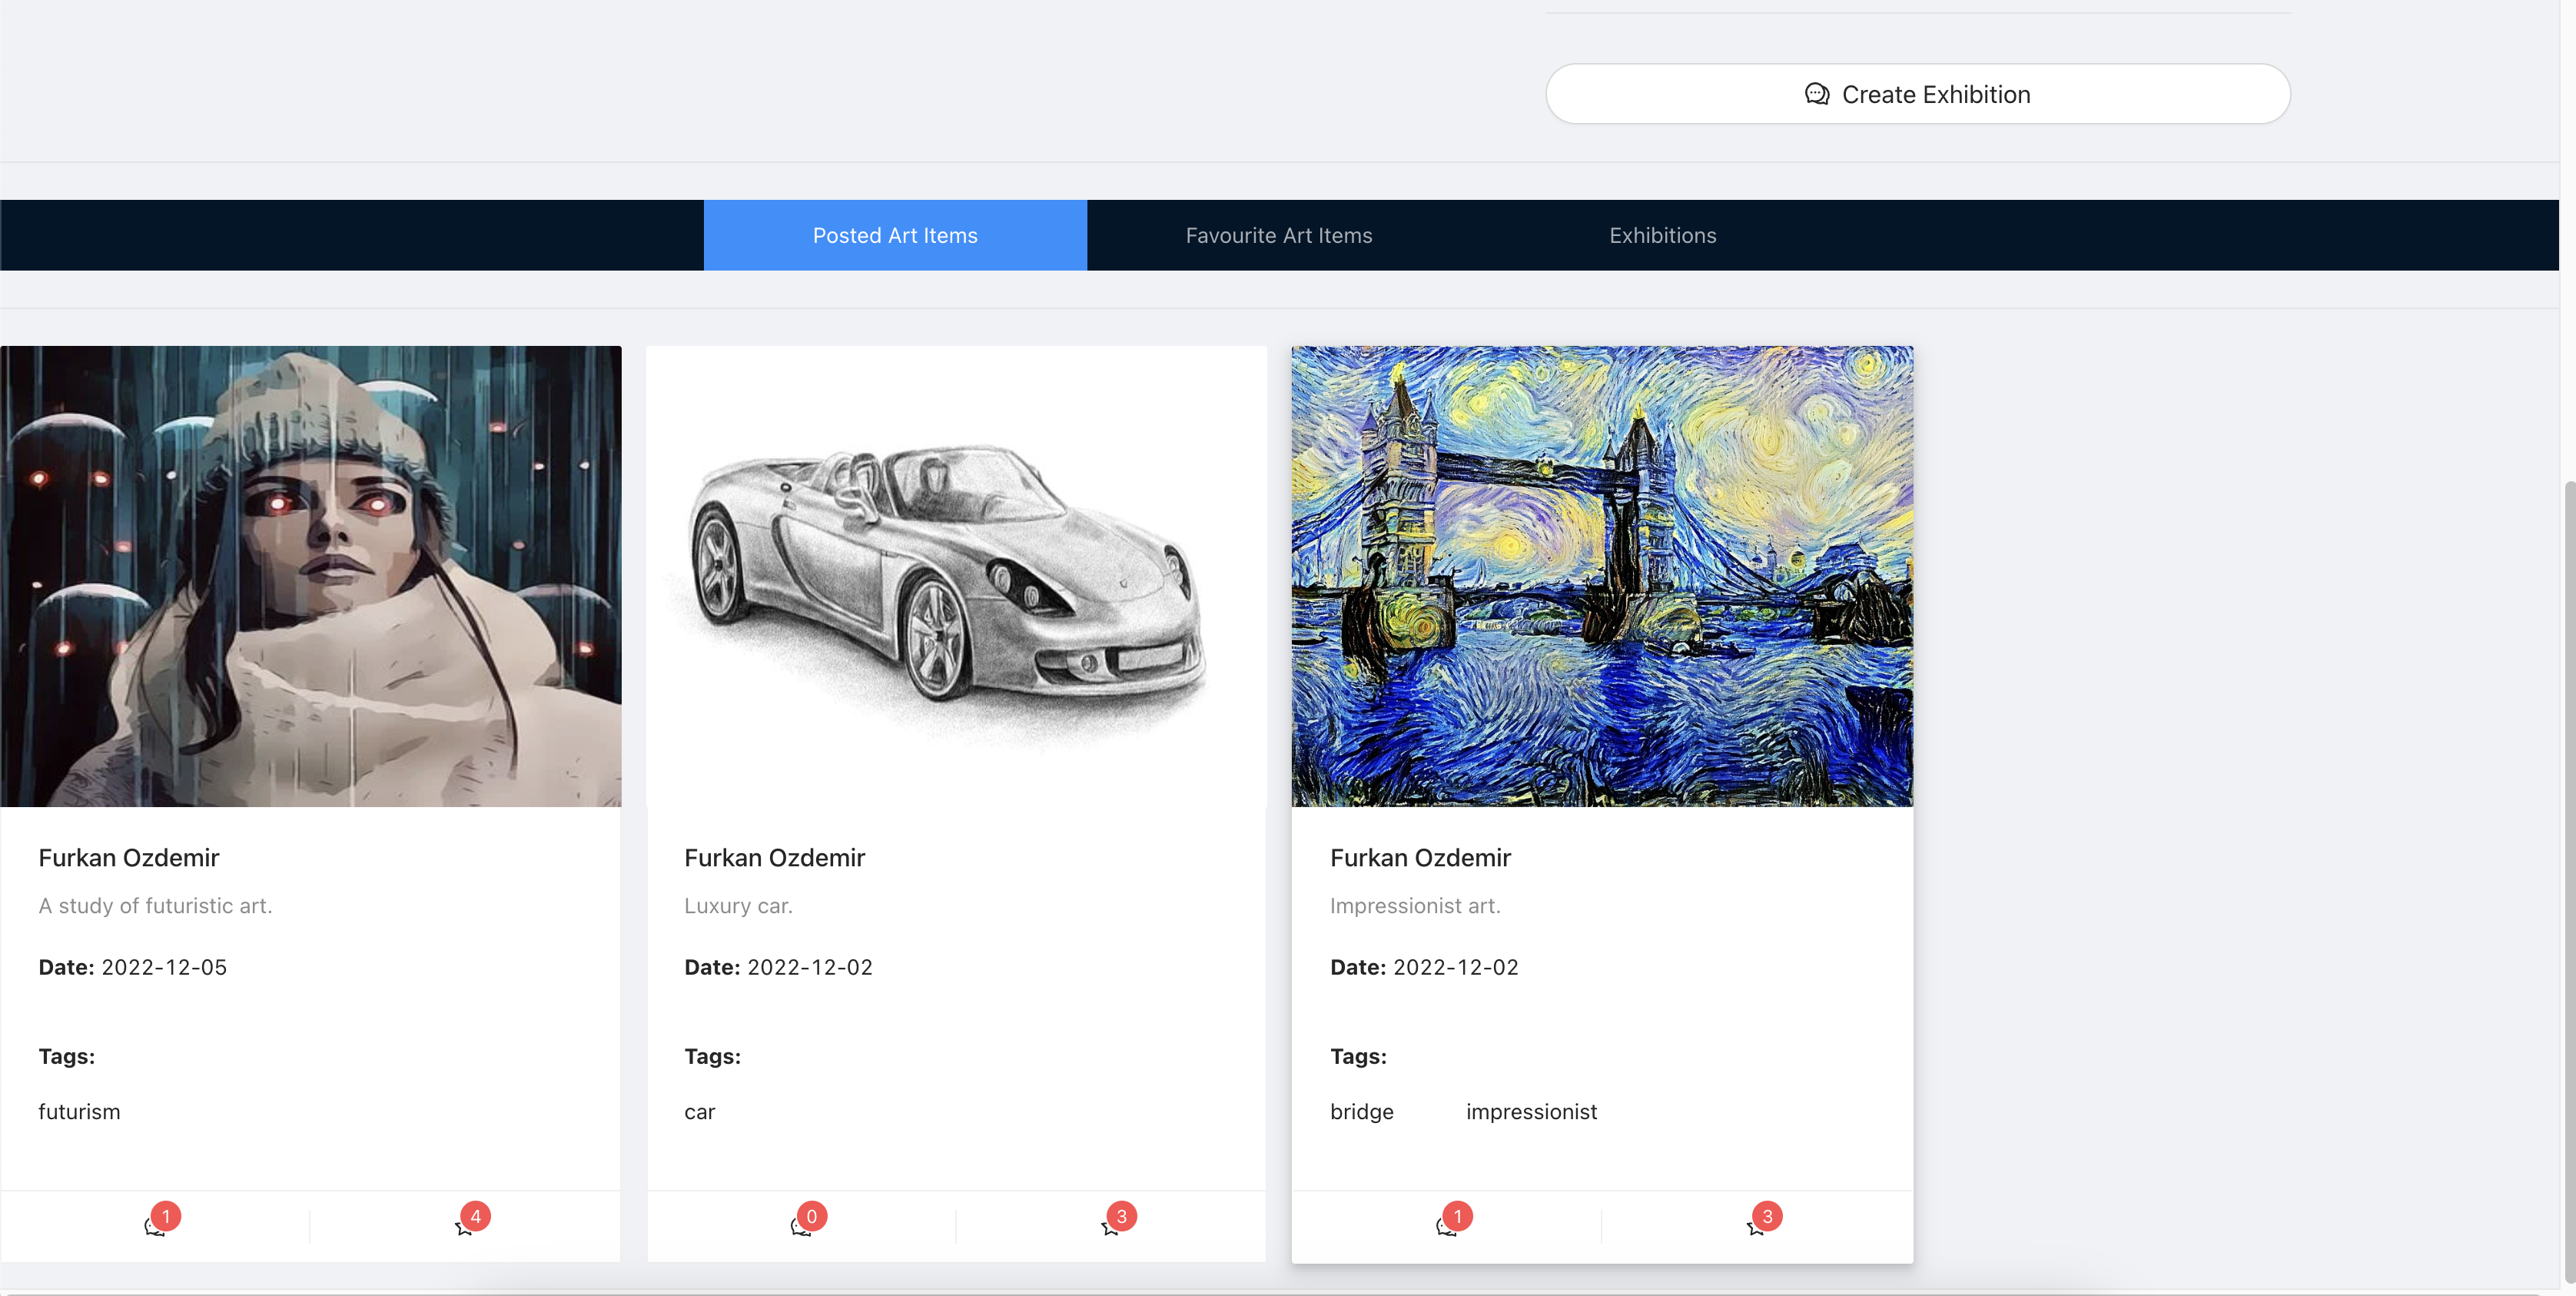 Create Exhibition
Posted Art Items
Favourite Art Items
Exhibitions
Furkan Ozdemir
A study of futuristic art.
Date: 2022-12-05
Tags:
futurism
1
4
Furkan Ozdemir
Luxury car.
Date: 2022-12-02
Tags:
car
0
3
Furkan Ozdemir
Impressionist art.
Date: 2022-12-02
Tags:
bridge impressionist
1
3